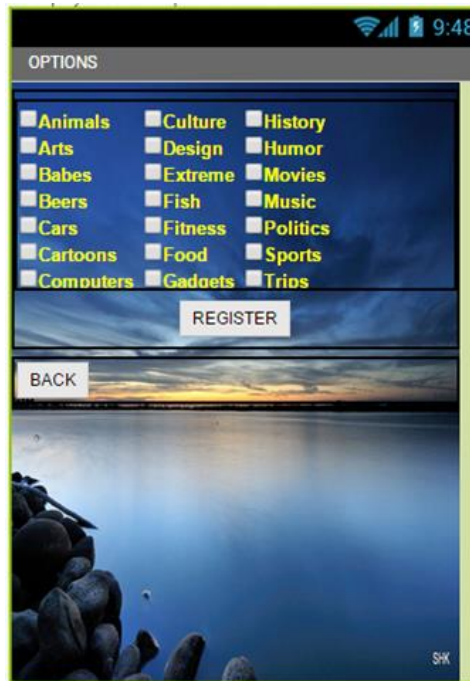 9:48
OPTIONS
Animals Culture History
Arts Design Humor
Babes Extreme Movies
Beers Fish Music
Cars Fitness Politics
Cartoons Food Sports
Computers Gadgets Trips
REGISTER
BACK
SHK